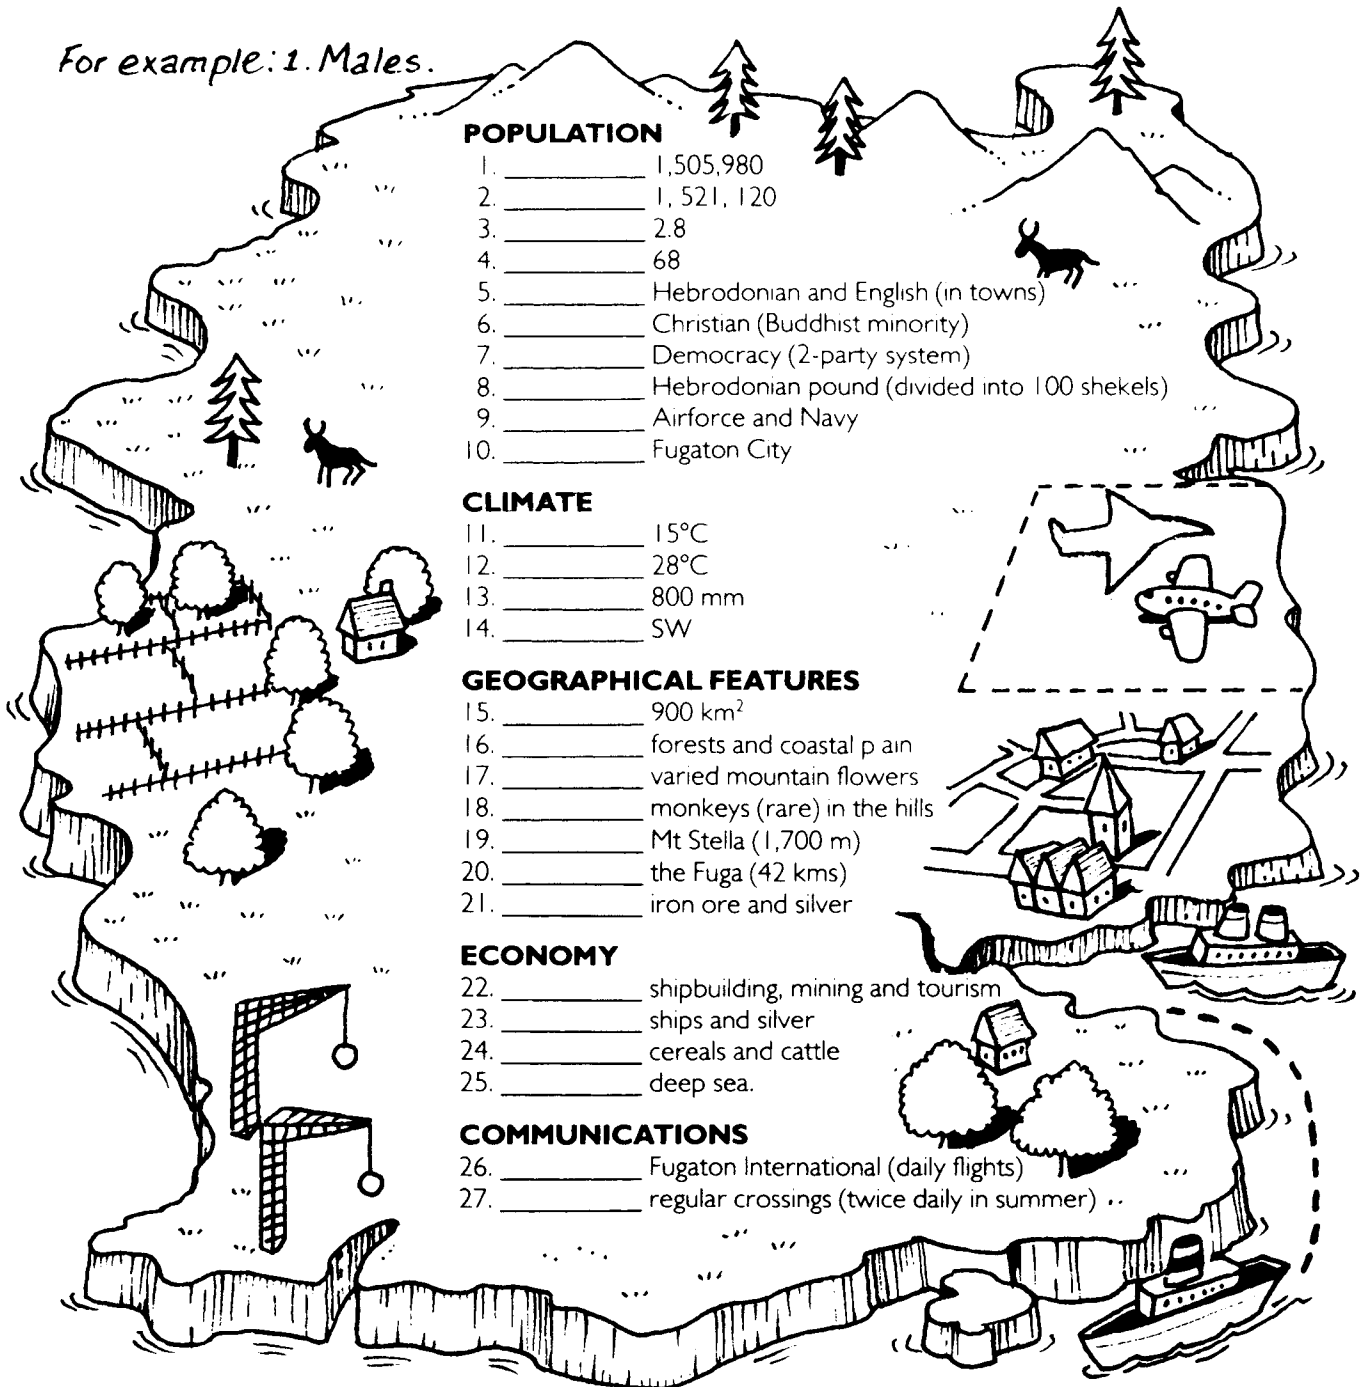 For example: 1. Males.
POPULATION
1. __________ 1,505,980
2. __________ 1, 521, 120
3. __________ 2.8
4. __________ 68
5. __________ Hebrodonian and English (in towns)
6. __________ Christian (Buddhist minority)
7. __________ Democracy (2-party system)
8. __________ Hebrodonian pound (divided into 100 shekels)
9. __________ Airforce and Navy
10. __________ Fugaton City
CLIMATE
11. __________ 15°C
12. __________ 28°C
13. __________ 800 mm
14. __________ SW
GEOGRAPHICAL FEATURES
15. __________ 900 km²
16. __________ forests and coastal p ain
17. __________ varied mountain flowers
18. __________ monkeys (rare) in the hills
19. __________ Mt Stella (1,700 m)
20. __________ the Fuga (42 kms)
21. __________ iron ore and silver
ECONOMY
22. __________ shipbuilding, mining and tourism
23. __________ ships and silver
24. __________ cereals and cattle
25. __________ deep sea.
COMMUNICATIONS
26. __________ Fugaton International (daily flights)
27. __________ regular crossings (twice daily in summer)